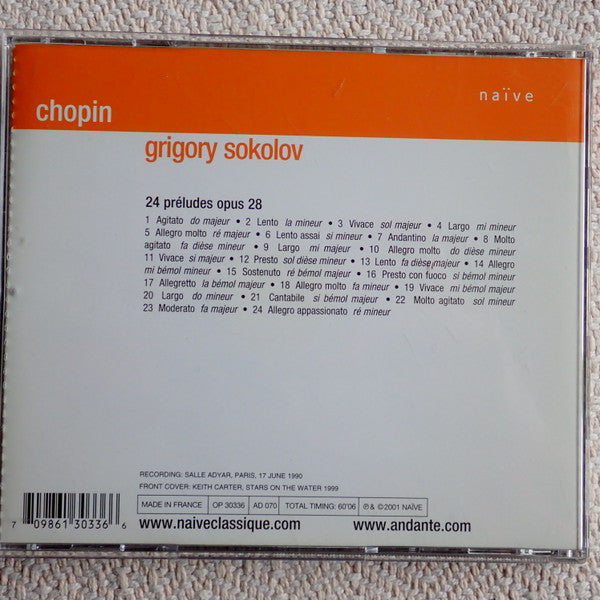 naïve
chopin
grigory sokolov
24 préludes opus 28
1 Agitato do majeur • 2 Lento la mineur • 3 Vivace sol majeur • 4 Largo mi mineur
5 Allegro molto ré majeur • 6 Lento assai si mineur • 7 Andantino la majeur • 8 Molto
agitato fa dièse mineur • 9 Largo mi majeur • 10 Allegro molto do dièse mineur
11 Vivace si majeur • 12 Presto sol dièse mineur • 13 Lento fa dièse majeur • 14 Allegro
mi bémol mineur • 15 Sostenuto ré bémol majeur • 16 Presto con fuoco si bémol mineur
17 Allegretto la bémol majeur • 18 Allegro molto fa mineur • 19 Vivace mi bémol majeur
20 Largo do mineur • 21 Cantabile si bémol majeur • 22 Molto agitato sol mineur
23 Moderato fa majeur • 24 Allegro appassionato ré mineur
RECORDING: SALLE ADYAR, PARIS, 17 JUNE 1990
FRONT COVER: KEITH CARTER, STARS ON THE WATER 1999
MADE IN FRANCE OP 30336 AD 070 TOTAL TIMING: 60'06 ℗ & ©2001 NAÏVE
7 09861 30336 6
www.naiveclassique.com www.andante.com